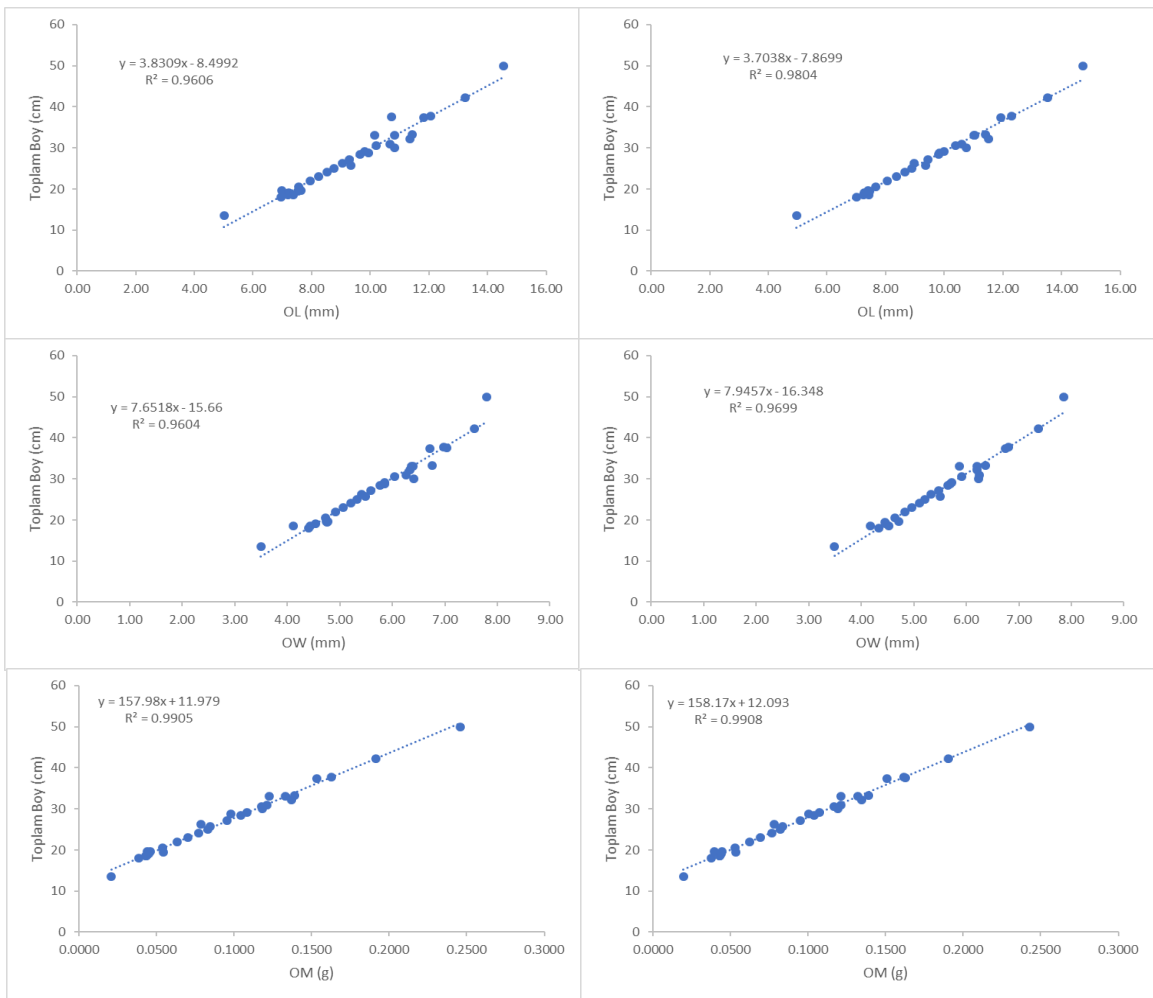 60
50
40
30
20
10
0
Toplam Boy (cm)
y = 3.8309x - 8.4992
R² = 0.9606
0.00 2.00 4.00 6.00 8.00 10.00 12.00 14.00 16.00
OL (mm)
60
50
40
30
20
10
0
Toplam Boy (cm)
y = 3.7038x - 7.8699
R² = 0.9804
0.00 2.00 4.00 6.00 8.00 10.00 12.00 14.00 16.00
OL (mm)
60
50
40
30
20
10
0
Toplam Boy (cm)
y = 7.6518x - 15.66
R² = 0.9604
0.00 1.00 2.00 3.00 4.00 5.00 6.00 7.00 8.00 9.00
OW (mm)
60
50
40
30
20
10
0
Toplam Boy (cm)
y = 7.9457x - 16.348
R² = 0.9699
0.00 1.00 2.00 3.00 4.00 5.00 6.00 7.00 8.00 9.00
OW (mm)
60
50
40
30
20
10
0
Toplam Boy (cm)
y = 157.98x + 11.979
R² = 0.9905
0.0000 0.0500 0.1000 0.1500 0.2000 0.2500 0.3000
OM (g)
60
50
40
30
20
10
0
Toplam Boy (cm)
y = 158.17x + 12.093
R² = 0.9908
0.0000 0.0500 0.1000 0.1500 0.2000 0.2500 0.3000
OM (g)